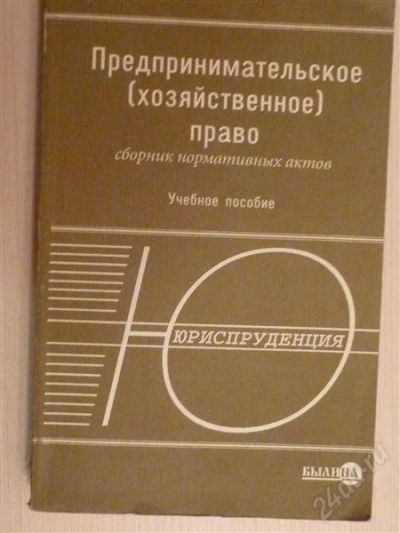 Предпринимательское
(хозяйственное)
право
сборник нормативных актов
Учебное пособие
Ю
ЮРИСПРУДЕНЦИЯ
БЫЛИНА